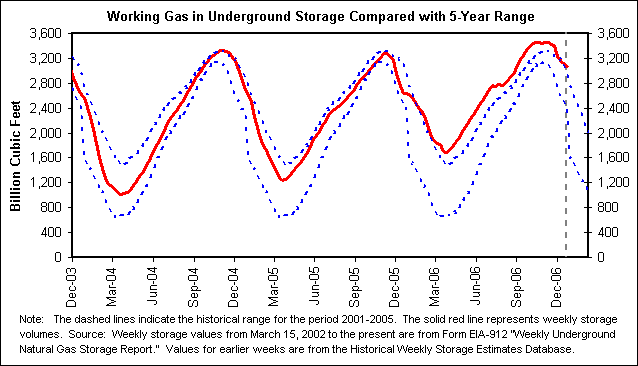 Working Gas in Underground Storage Compared with 5-Year Range
3,600 3,600
3,200 3,200
2,800 2,800
2,400 2,400
2,000 2,000
1,600 1,600
1,200 1,200
800 800
400 400
0 0
Billion Cubic Feet
Dec-03 Mar-04 Jun-04 Sep-04 Dec-04 Mar-05 Jun-05 Sep-05 Dec-05 Mar-06 Jun-06 Sep-06 Dec-06
Note: The dashed lines indicate the historical range for the period 2001-2005. The solid red line represents weekly storage
volumes. Source: Weekly storage values from March 15, 2002 to the present are from Form EIA-912 "Weekly Underground
Natural Gas Storage Report." Values for earlier weeks are from the Historical Weekly Storage Estimates Database.